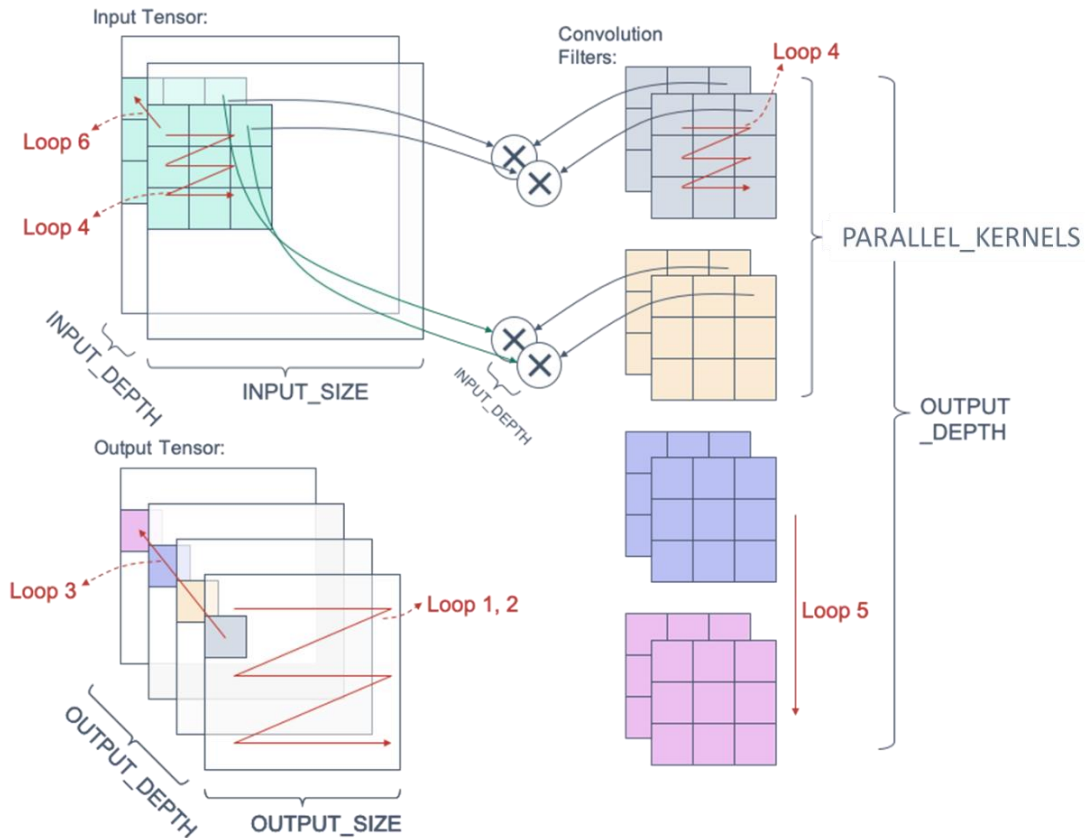 Input Tensor:
Convolution
Filters:
Loop 4
Loop 6
Loop 4
PARALLEL_KERNELS
INPUT_DEPTH
INPUT_SIZE
INPUT_DEPTH
OUTPUT
_DEPTH
Output Tensor:
Loop 3
Loop 1, 2
Loop 5
OUTPUT_DEPTH
OUTPUT_SIZE